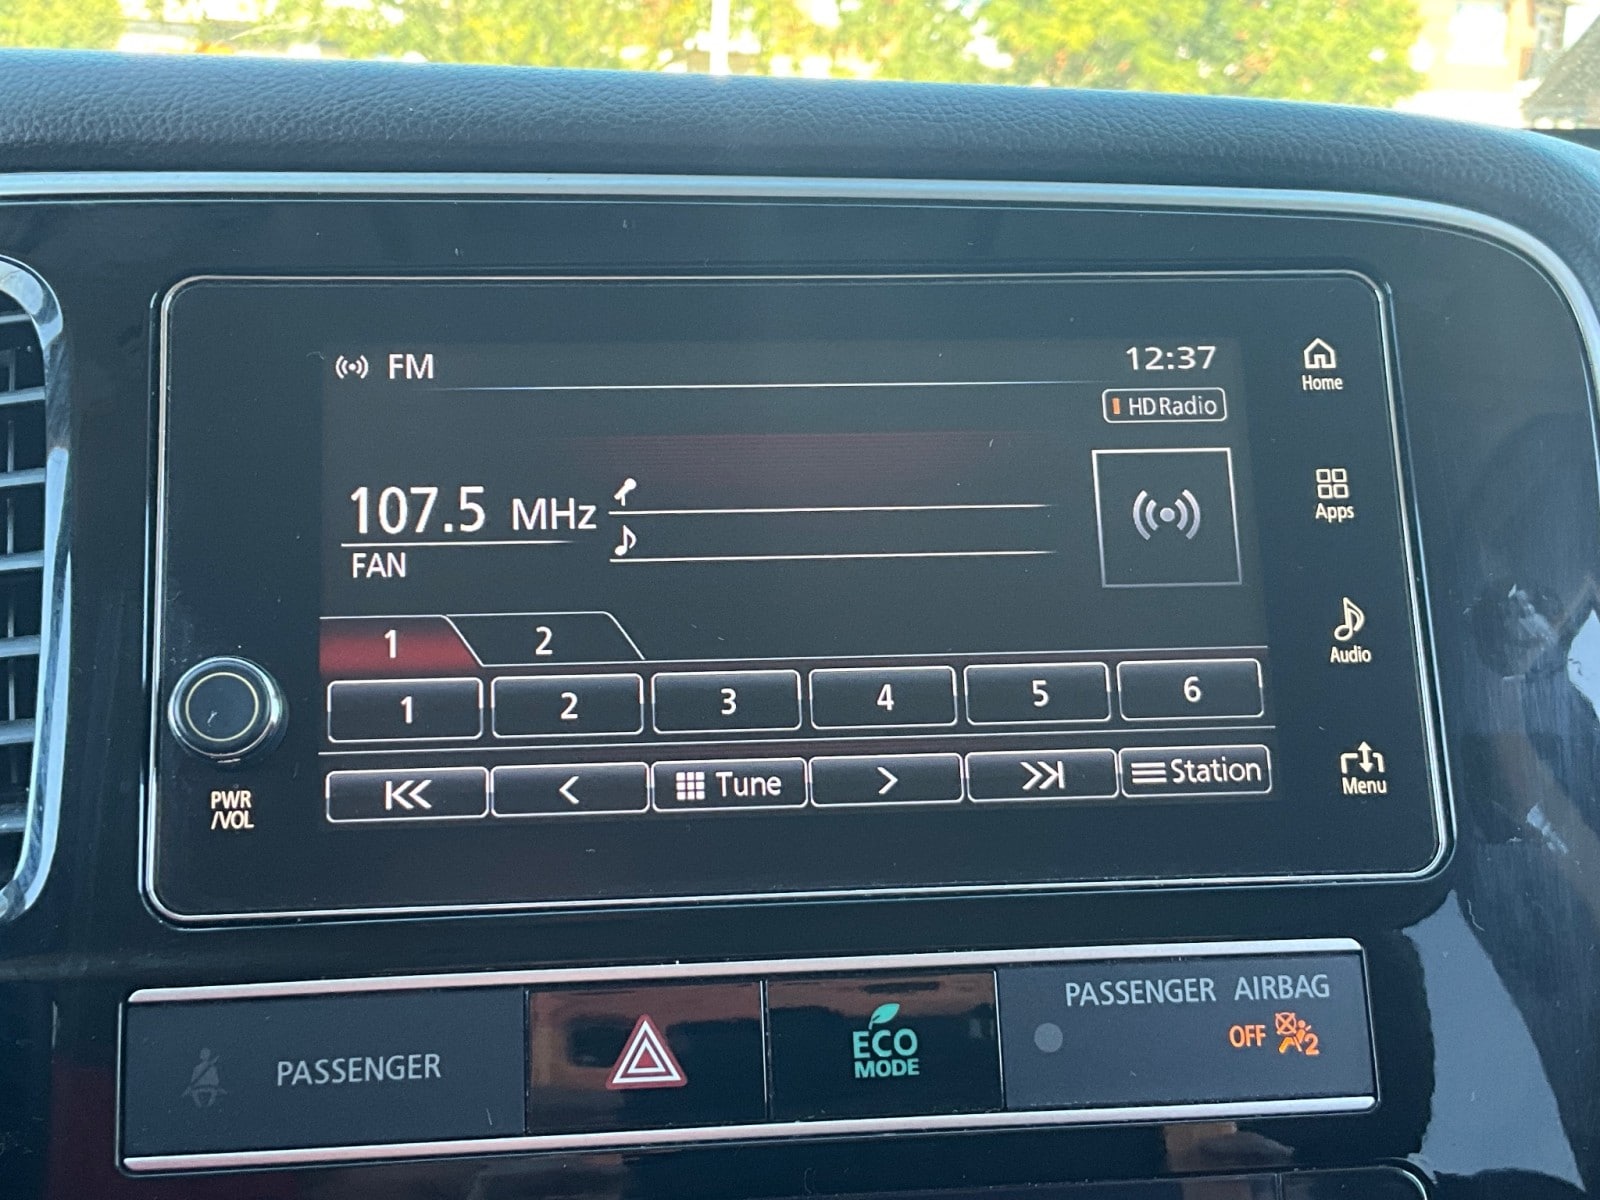 FM
12:37
HD Radio
Home
107.5 MHz
FAN
Apps
1 2
Audio
1 2 3 4 5 6
Tune Station
Menu
PWR
/VOL
PASSENGER
ECO
MODE
PASSENGER AIRBAG
OFF 2